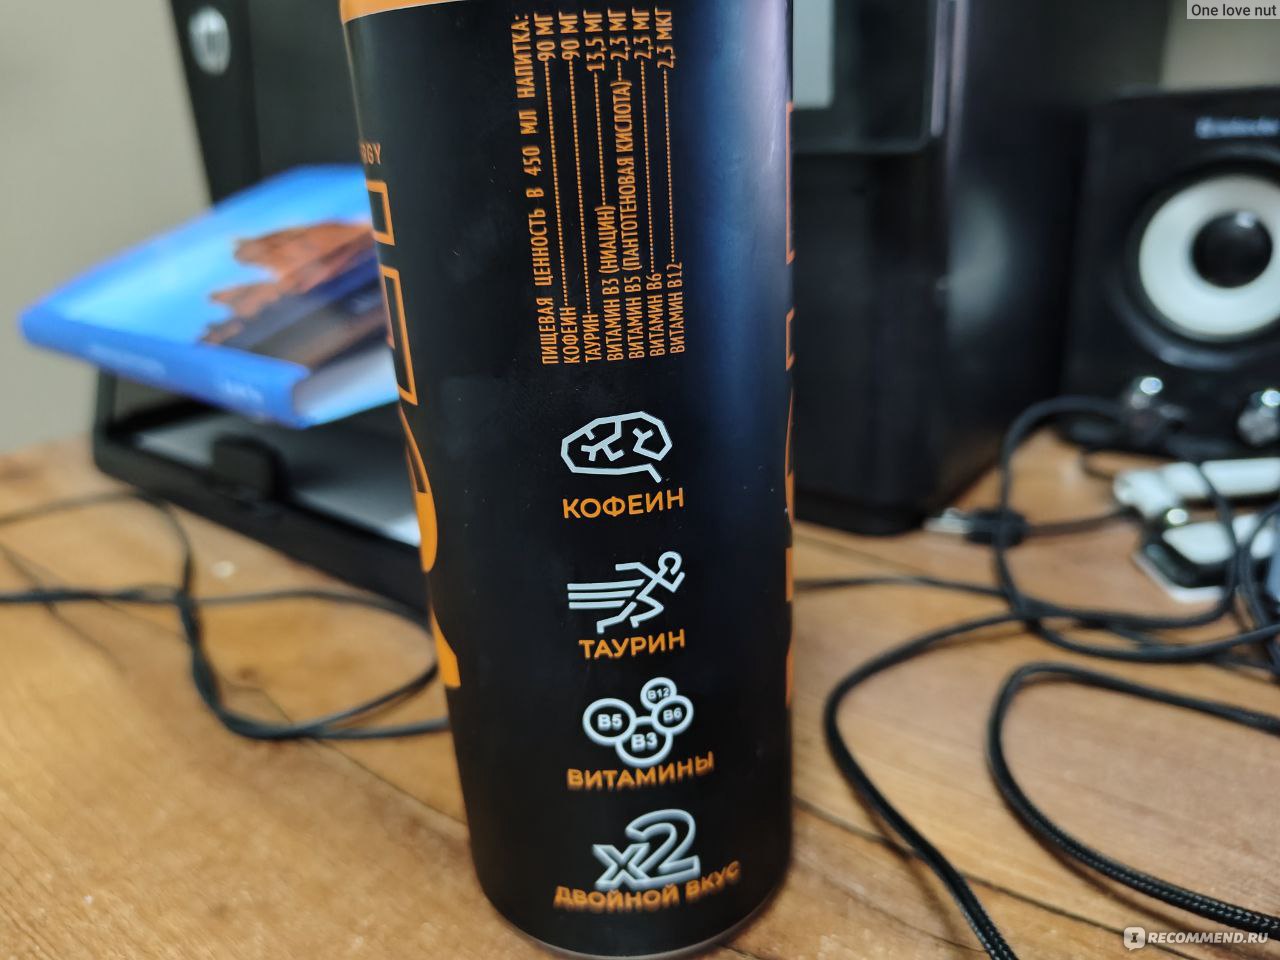 One love nut
RGY
ПИЩЕВАЯ ЦЕННОСТЬ В 450 МЛ НАПИТКА:
КОФЕИН 90 МГ
ТАУРИН 90 МГ
ВИТАМИН B3 (НИАЦИН) 13,5 МГ
ВИТАМИН B5 (ПАНТОТЕНОВАЯ КИСЛОТА) 2,3 МГ
ВИТАМИН B6 2,3 МГ
ВИТАМИН B12 2,3 МКГ
КОФЕИН
ТАУРИН
B12
B5
B6
B3
ВИТАМИНЫ
x2
ДВОЙНОЙ ВКУС
RECOMMEND.RU